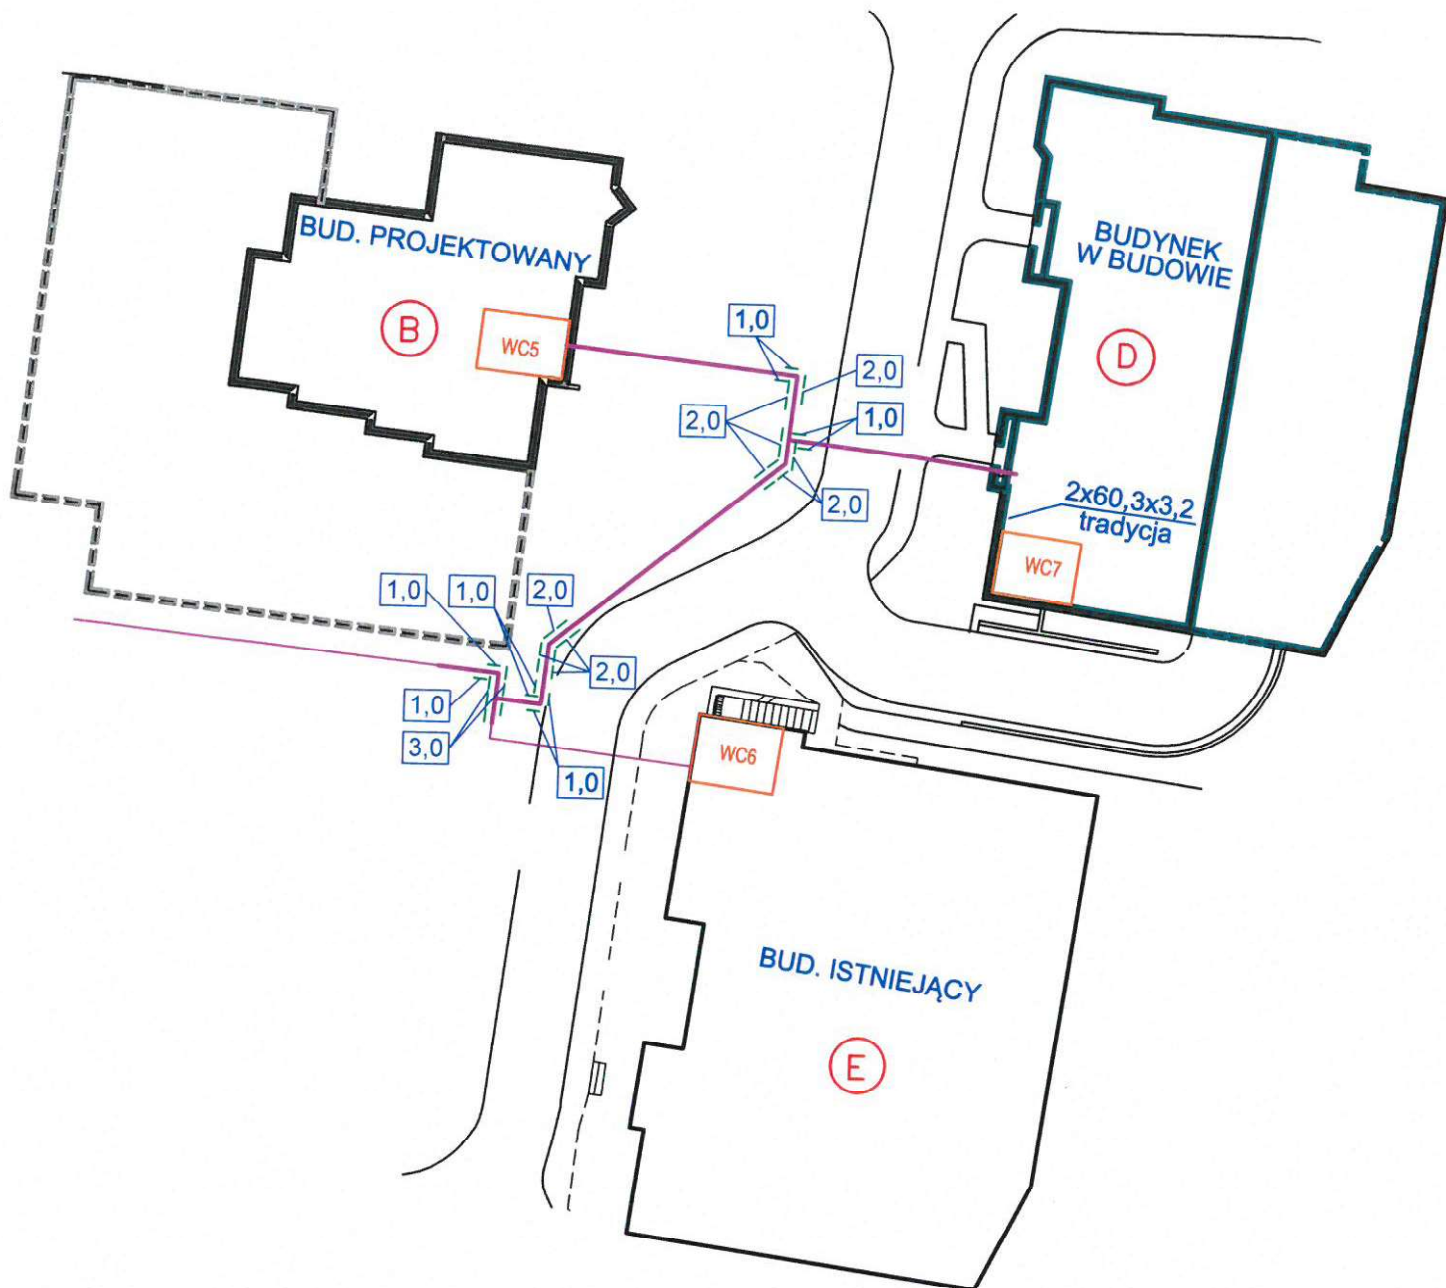 BUD. PROJEKTOWANY
B
WC5
BUDYNEK
W BUDOWIE
D
1,0
2,0
2,0
1,0
2,0
2x60,3x3,2
tradycja
WC7
1,0
1,0
2,0
2,0
1,0
3,0
1,0
WC6
BUD. ISTNIEJĄCY
E